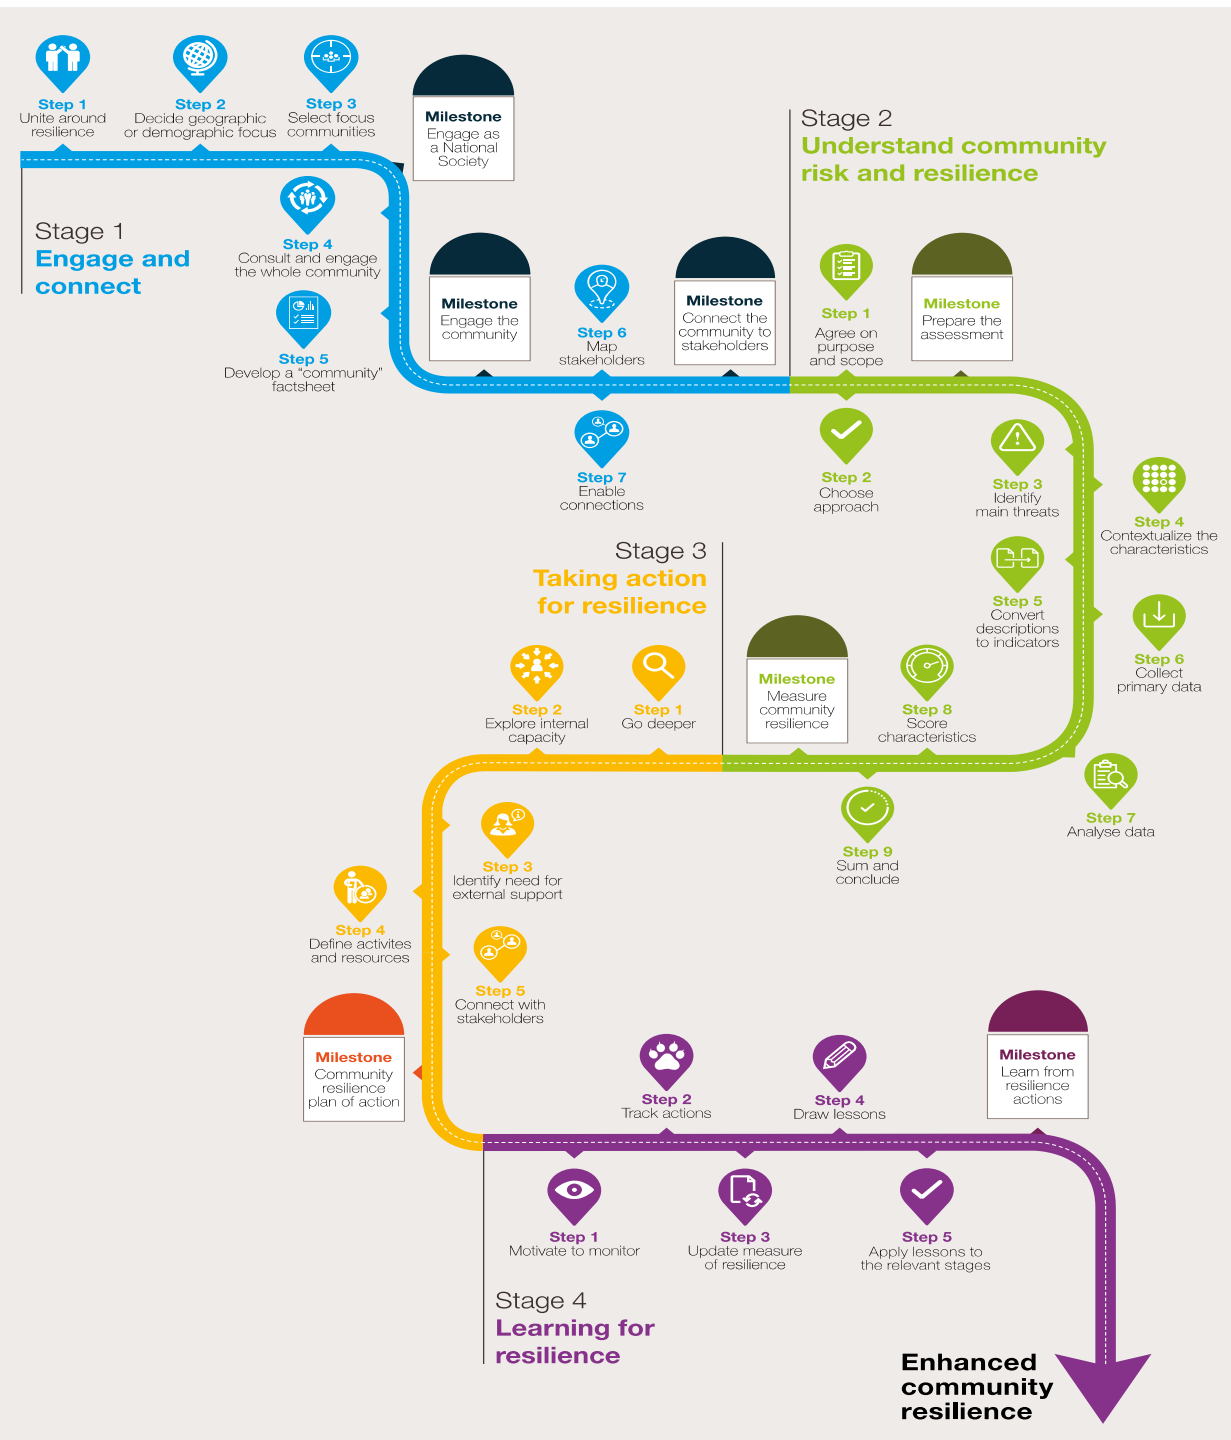 Step 1
Unite around
resilience
Step 2
Decide geographic
or demographic focus
Step 3
Select focus
communities
Milestone
Engage as
a National
Society
Stage 1
Engage and
connect
Step 4
Consult and engage
the whole community
Step 5
Develop a “community”
factsheet
Milestone
Engage the
community
Step 6
Map
stakeholders
Step 7
Enable
connections
Milestone
Connect the
community to
stakeholders
Stage 2
Understand community
risk and resilience
Step 1
Agree on
purpose
and scope
Step 2
Choose
approach
Milestone
Prepare the
assessment
Step 3
Identify
main threats
Step 4
Contextualize the
characteristics
Step 5
Convert
descriptions
to indicators
Step 6
Collect
primary data
Step 7
Analyse data
Step 8
Score
characteristics
Step 9
Sum and
conclude
Milestone
Measure
community
resilience
Stage 3
Taking action
for resilience
Step 1
Go deeper
Step 2
Explore internal
capacity
Step 3
Identify need for
external support
Step 4
Define activites
and resources
Step 5
Connect with
stakeholders
Milestone
Community
resilience
plan of action
Stage 4
Learning for
resilience
Step 1
Motivate to monitor
Step 2
Track actions
Step 3
Update measure
of resilience
Step 4
Draw lessons
Step 5
Apply lessons to
the relevant stages
Milestone
Learn from
resilience
actions
Enhanced
community
resilience